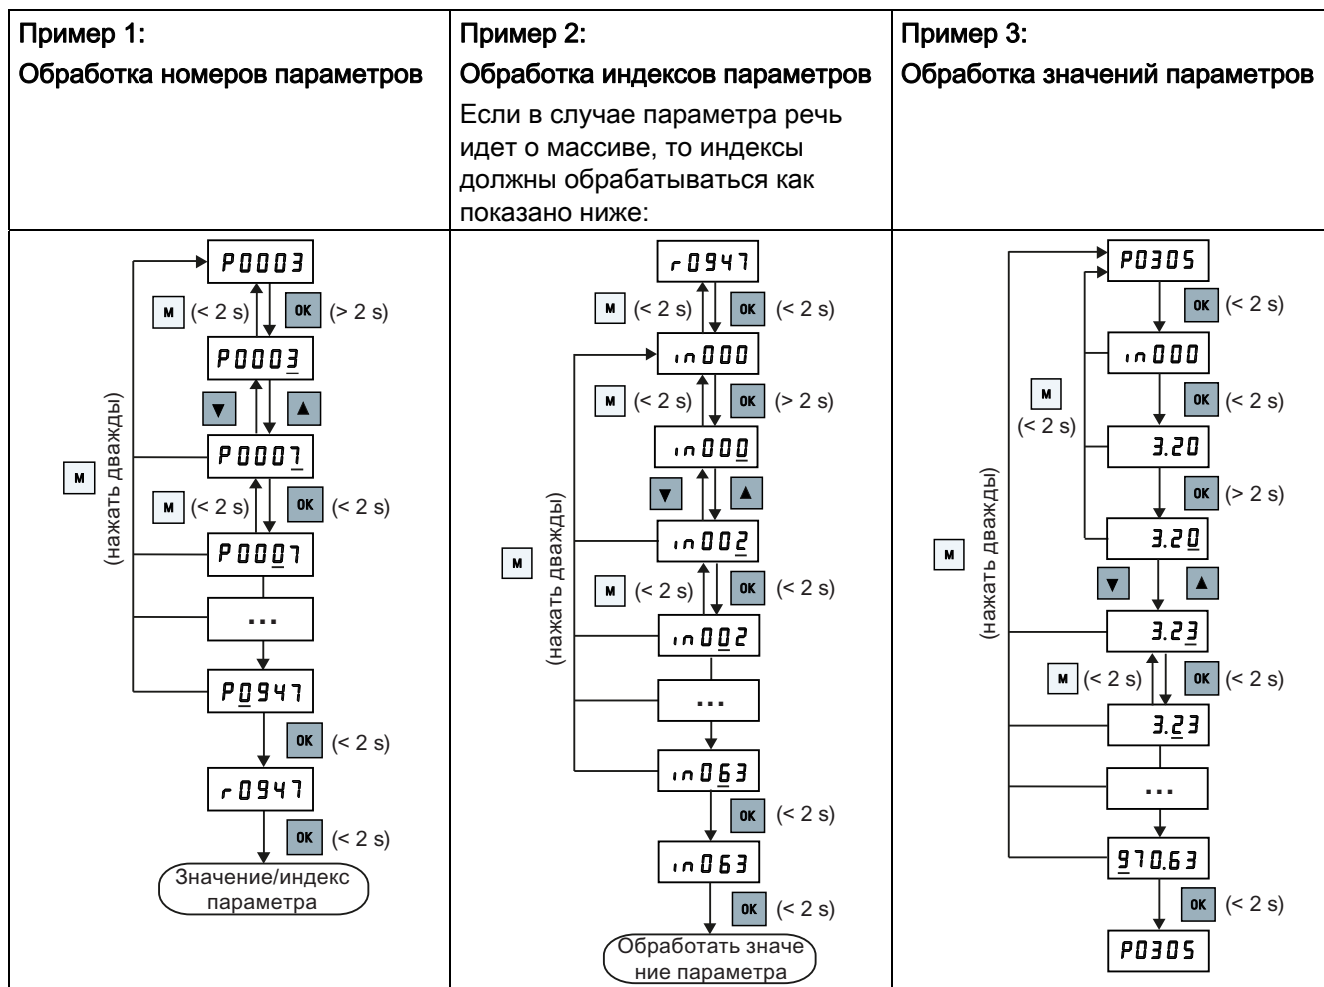 Пример 1:
Обработка номеров параметров
Пример 2:
Обработка индексов параметров
Если в случае параметра речь
идет о массиве, то индексы
должны обрабатываться как
показано ниже:
Пример 3:
Обработка значений параметров
P0003
M (< 2 s) OK (> 2 s)
P0003
▼ ▲
P0007
M (< 2 s) OK (< 2 s)
P0007
...
P0947
OK (< 2 s)
r0947
OK (< 2 s)
Значение/индекс
параметра
M
(нажать дважды)
r0947
M (< 2 s) OK (< 2 s)
in000
M (< 2 s) OK (> 2 s)
in000
▼ ▲
in002
M (< 2 s) OK (< 2 s)
in002
...
in063
OK (< 2 s)
in063
OK (< 2 s)
Обработать значе
ние параметра
M
(нажать дважды)
P0305
OK (< 2 s)
in000
OK (< 2 s)
M
(< 2 s)
3.20
OK (> 2 s)
3.20
▼ ▲
3.23
M (< 2 s) OK (< 2 s)
3.23
...
970.63
OK (< 2 s)
P0305
M
(нажать дважды)